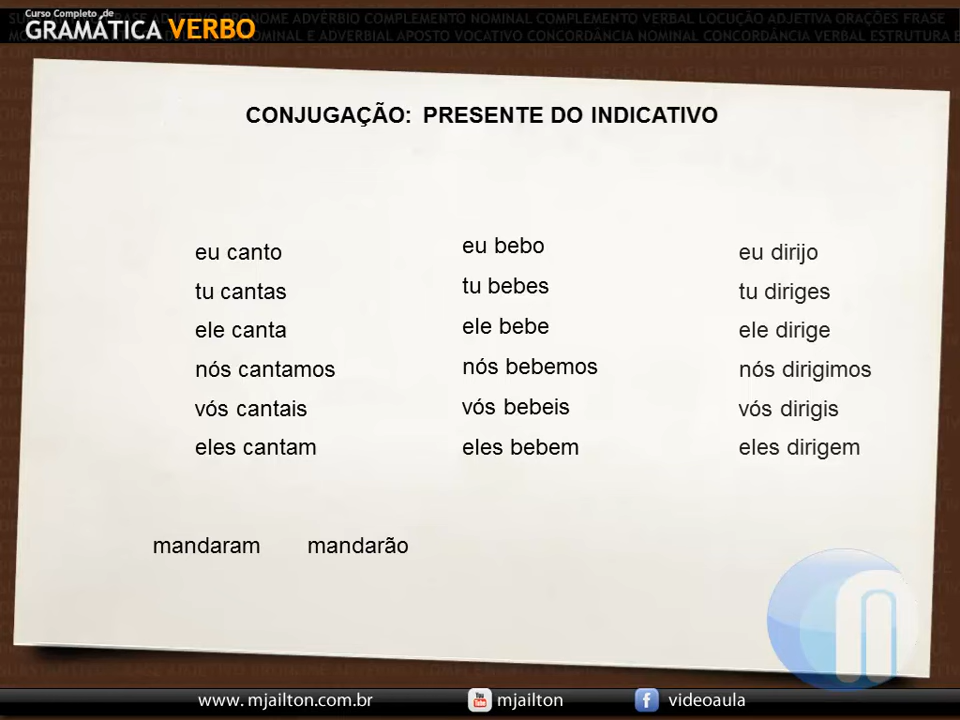 Curso Completo de
GRAMÁTICA VERBO
CONJUGAÇÃO: PRESENTE DO INDICATIVO
eu canto
tu cantas
ele canta
nós cantamos
vós cantais
eles cantam
eu bebo
tu bebes
ele bebe
nós bebemos
vós bebeis
eles bebem
eu dirijo
tu diriges
ele dirige
nós dirigimos
vós dirigis
eles dirigem
mandaram mandarão
www.mjailton.com.br You Tube mjailton f videoaula